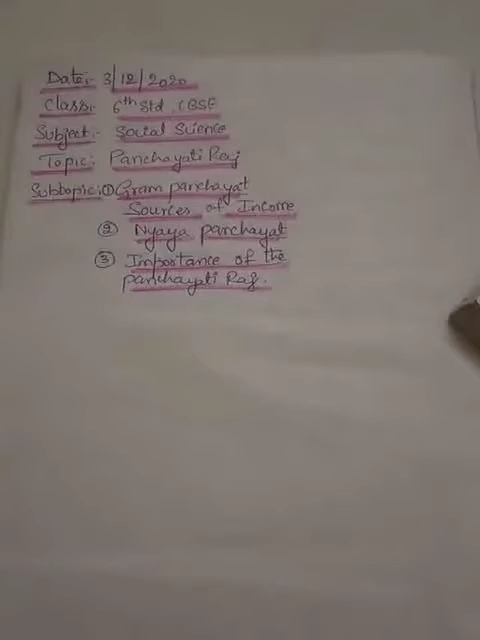 Date:- 3/12/2020
Class:- 6th Std, CBSE
Subject:- Social Science
Topic:- Panchayati Raj
Subtopic:① Gram panchayat
Sources of Income
② Nyaya panchayat
③ Importance of the
panchayati Raj.